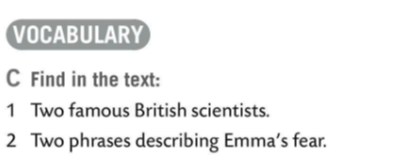 VOCABULARY
C Find in the text:
1 Two famous British scientists.
2 Two phrases describing Emma's fear.